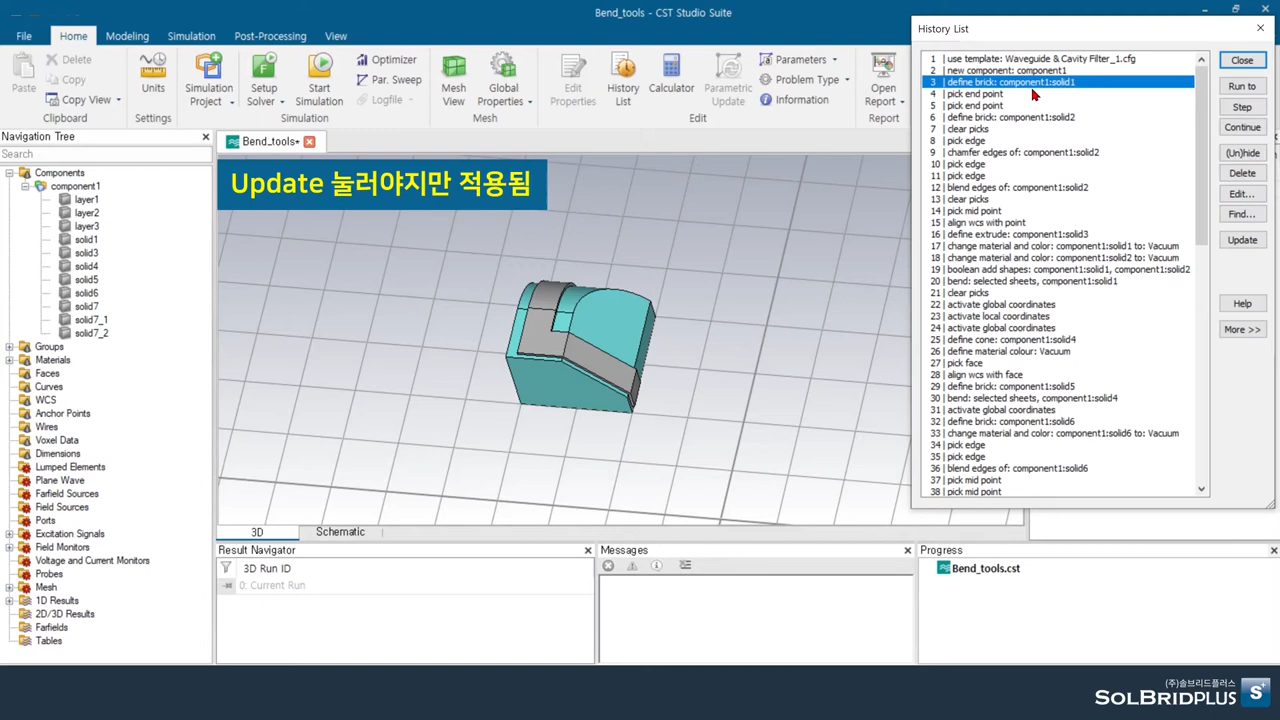 Bend_tools - CST Studio Suite
File Home Modeling Simulation Post-Processing View
Paste
Delete
Copy
Copy View
Clipboard
Units
Settings
Simulation Project
Setup Solver
Start Simulation
Optimizer
Par. Sweep
Logfile
Simulation
Mesh View
Global Properties
Mesh
Edit Properties
History List
Calculator
Parametric Update
Parameters
Problem Type
Information
Edit
Open Report
Report
Navigation Tree
Search
Components
component1
layer1
layer2
layer3
solid1
solid3
solid4
solid5
solid6
solid7
solid7_1
solid7_2
Groups
Materials
Faces
Curves
WCS
Anchor Points
Wires
Voxel Data
Dimensions
Lumped Elements
Plane Wave
Farfield Sources
Field Sources
Ports
Excitation Signals
Field Monitors
Voltage and Current Monitors
Probes
Mesh
1D Results
2D/3D Results
Farfields
Tables
Bend_tools*
Update 눌러야지만 적용됨
3D Schematic
Result Navigator
3D Run ID
0: Current Run
Messages
Progress
Bend_tools.cst
History List
1 | use template: Waveguide & Cavity Filter_1.cfg
2 | new component: component1
3 | define brick: component1:solid1
4 | pick end point
5 | pick end point
6 | define brick: component1:solid2
7 | clear picks
8 | pick edge
9 | chamfer edges of: component1:solid2
10 | pick edge
11 | pick edge
12 | blend edges of: component1:solid2
13 | clear picks
14 | pick mid point
15 | align wcs with point
16 | define extrude: component1:solid3
17 | change material and color: component1:solid1 to: Vacuum
18 | change material and color: component1:solid2 to: Vacuum
19 | boolean add shapes: component1:solid1, component1:solid2
20 | bend: selected sheets, component1:solid1
21 | clear picks
22 | activate global coordinates
23 | activate local coordinates
24 | activate global coordinates
25 | define cone: component1:solid4
26 | define material colour: Vacuum
27 | pick face
28 | align wcs with face
29 | define brick: component1:solid5
30 | bend: selected sheets, component1:solid4
31 | activate global coordinates
32 | define brick: component1:solid6
33 | change material and color: component1:solid6 to: Vacuum
34 | pick edge
35 | pick edge
36 | blend edges of: component1:solid6
37 | pick mid point
38 | pick mid point
Close
Run to
Step
Continue
(Un)hide
Delete
Edit...
Find...
Update
Help
More >>
(주)솔브리드플러스
SOLBRIDPLUS
S+